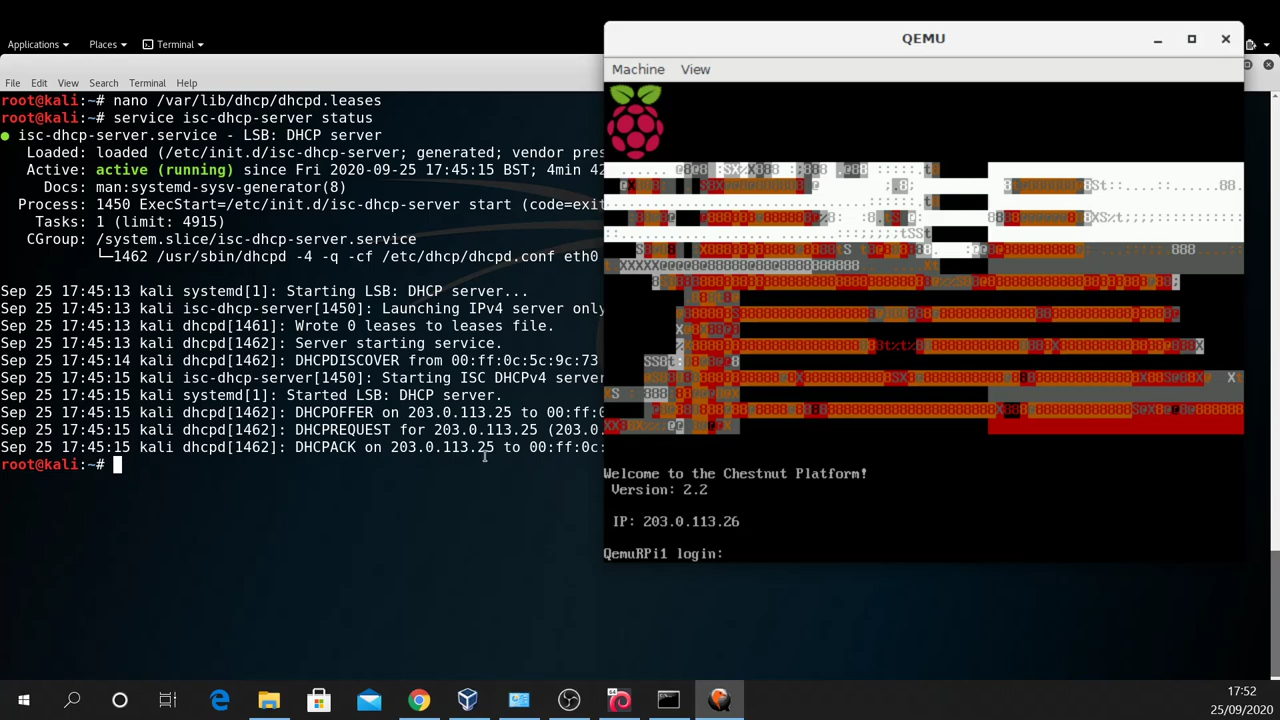 Applications Places Terminal
File Edit View Search Terminal Help
root@kali:~# nano /var/lib/dhcp/dhcpd.leases
root@kali:~# service isc-dhcp-server status
● isc-dhcp-server.service - LSB: DHCP server
Loaded: loaded (/etc/init.d/isc-dhcp-server; generated; vendor pres
Active: active (running) since Fri 2020-09-25 17:45:15 BST; 4min 42
Docs: man:systemd-sysv-generator(8)
Process: 1450 ExecStart=/etc/init.d/isc-dhcp-server start (code=exit
Tasks: 1 (limit: 4915)
CGroup: /system.slice/isc-dhcp-server.service
└─1462 /usr/sbin/dhcpd -4 -q -cf /etc/dhcp/dhcpd.conf eth0
Sep 25 17:45:13 kali systemd[1]: Starting LSB: DHCP server...
Sep 25 17:45:13 kali isc-dhcp-server[1450]: Launching IPv4 server only
Sep 25 17:45:13 kali dhcpd[1461]: Wrote 0 leases to leases file.
Sep 25 17:45:13 kali dhcpd[1462]: Server starting service.
Sep 25 17:45:14 kali dhcpd[1462]: DHCPDISCOVER from 00:ff:0c:5c:9c:73
Sep 25 17:45:15 kali isc-dhcp-server[1450]: Starting ISC DHCPv4 server
Sep 25 17:45:15 kali systemd[1]: Started LSB: DHCP server.
Sep 25 17:45:15 kali dhcpd[1462]: DHCPOFFER on 203.0.113.25 to 00:ff:0
Sep 25 17:45:15 kali dhcpd[1462]: DHCPREQUEST for 203.0.113.25 (203.0.
Sep 25 17:45:15 kali dhcpd[1462]: DHCPACK on 203.0.113.25 to 00:ff:0c:
root@kali:~#
QEMU
Machine View
Welcome to the Chestnut Platform!
Version: 2.2
IP: 203.0.113.26
QemuRPi1 login:
17:52
25/09/2020